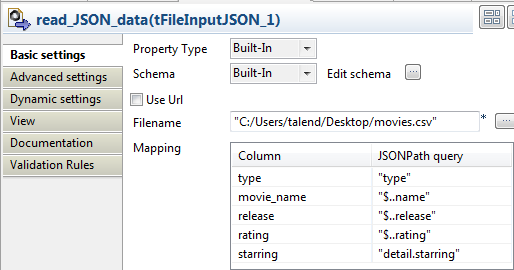 read_JSON_data(tFileInputJSON_1)
Basic settings
Advanced settings
Dynamic settings
View
Documentation
Validation Rules
Property Type Built-In
Schema Built-In Edit schema ...
Use Url
Filename "C:/Users/talend/Desktop/movies.csv" * ...
Mapping
Column JSONPath query
type "type"
movie_name "$..name"
release "$..release"
rating "$..rating"
starring "detail.starring"